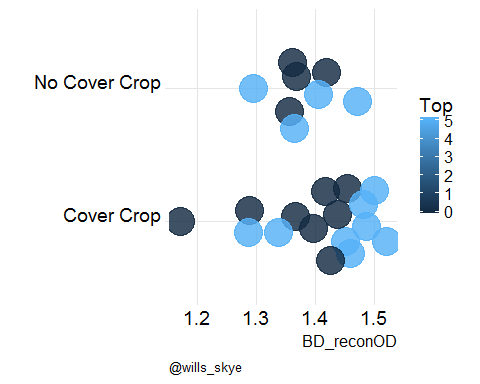 No Cover Crop
Cover Crop
Top
5
4
3
2
1
0
1.2 1.3 1.4 1.5
BD_reconOD
@wills_skye